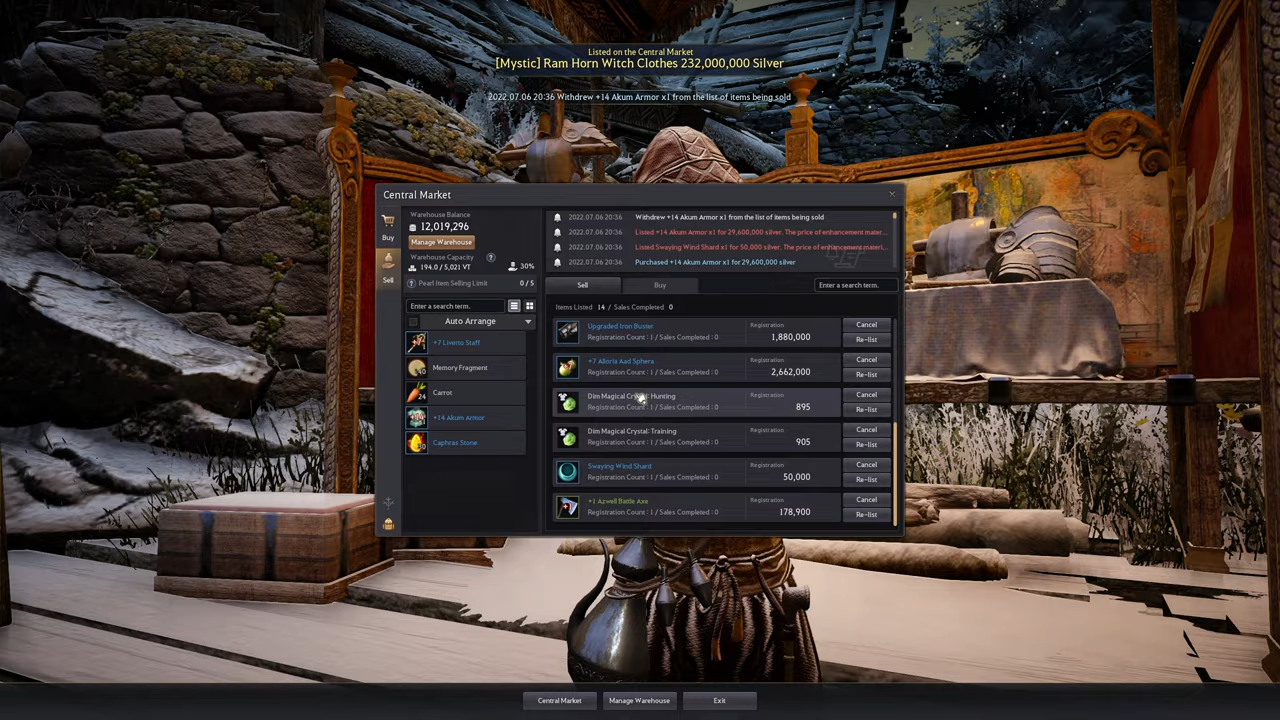 Listed on the Central Market
[Mystic] Ram Horn Witch Clothes 232,000,000 Silver
2022.07.06 20:36 Withdrew +14 Akum Armor x1 from the list of items being sold
Central Market
Buy
Sell
Warehouse Balance
12,019,296
Manage Warehouse
Warehouse Capacity
194.0 / 5,021 VT
30%
Pearl Item Selling Limit 0 / 5
Enter a search term.
Auto Arrange
+7 Liverto Staff
Memory Fragment
24 Carrot
+14 Akum Armor
Caphras Stone
2022.07.06 20:36 Withdrew +14 Akum Armor x1 from the list of items being sold
2022.07.06 20:36 Listed +14 Akum Armor x1 for 29,600,000 silver. The price of enhancement mater...
2022.07.06 20:36 Listed Swaying Wind Shard x1 for 50,000 silver. The price of enhancement materi...
2022.07.06 20:36 Purchased +14 Akum Armor x1 for 29,600,000 silver
Sell Buy Enter a search term.
Items Listed 14 / Sales Completed 0
Upgraded Iron Buster Registration Cancel
Registration Count : 1 / Sales Completed : 0 1,880,000 Re-list
+7 Alloria Aad Sphera Registration Cancel
Registration Count : 1 / Sales Completed : 0 2,662,000 Re-list
Dim Magical Hunting Registration Cancel
Registration Count : 1 / Sales Completed : 0 895 Re-list
Dim Magical Crystal: Training Registration Cancel
Registration Count : 1 / Sales Completed : 0 905 Re-list
Swaying Wind Shard Registration Cancel
Registration Count : 1 / Sales Completed : 0 50,000 Re-list
+1 Azwell Battle Axe Registration Cancel
Registration Count : 1 / Sales Completed : 0 178,900 Re-list
Central Market Manage Warehouse Exit